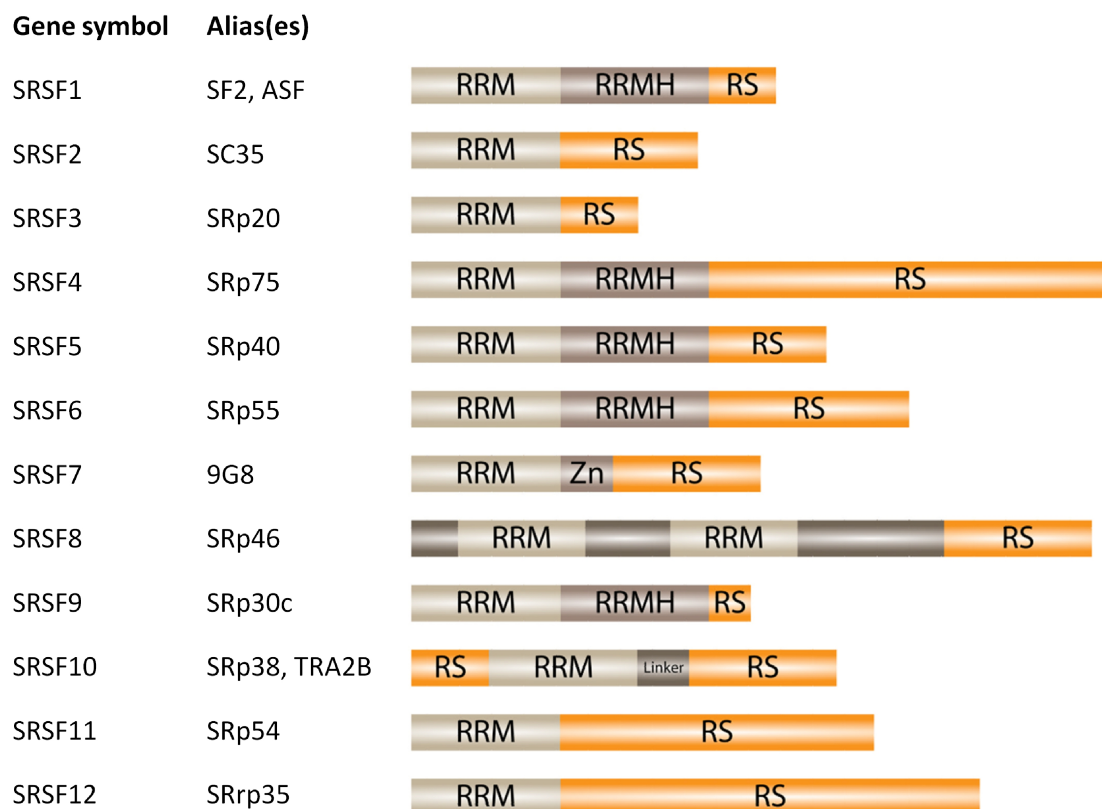 Gene symbol Alias(es)
SRSF1 SF2, ASF RRM RRMH RS
SRSF2 SC35 RRM RS
SRSF3 SRp20 RRM RS
SRSF4 SRp75 RRM RRMH RS
SRSF5 SRp40 RRM RRMH RS
SRSF6 SRp55 RRM RRMH RS
SRSF7 9G8 RRM Zn RS
SRSF8 SRp46 RRM RRM RS
SRSF9 SRp30c RRM RRMH RS
SRSF10 SRp38, TRA2B RS RRM Linker RS
SRSF11 SRp54 RRM RS
SRSF12 SRrp35 RRM RS